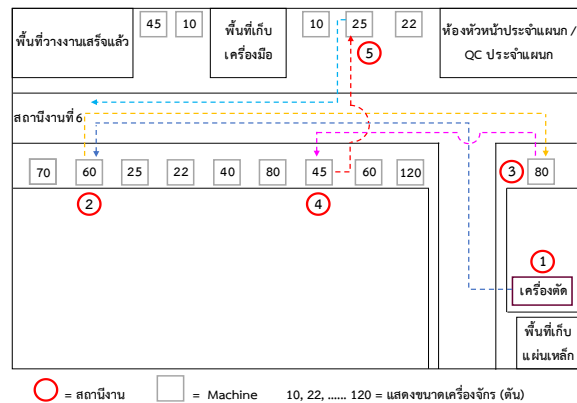 พื้นที่วางงานเสร็จแล้ว
45
10
พื้นที่เก็บ
เครื่องมือ
10
25
22
ห้องหัวหน้าประจำแผนก /
QC ประจำแผนก
5
สถานีงานที่ 6
70
60
25
22
40
80
45
60
120
3
80
2
4
1
เครื่องตัด
พื้นที่เก็บ
แผ่นเหล็ก
= สถานีงาน
= Machine
10, 22, ...... 120 = แสดงขนาดเครื่องจักร (ตัน)